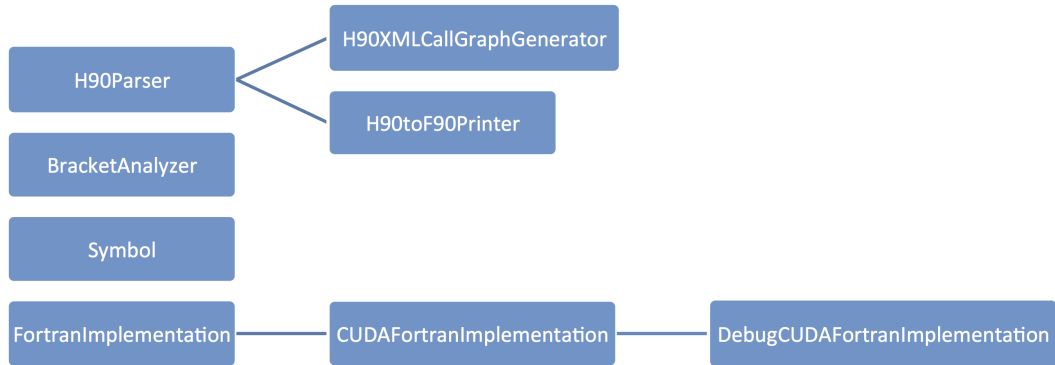 H90XMLCallGraphGenerator
H90Parser
H90toF90Printer
BracketAnalyzer
Symbol
FortranImplementation
CUDAFortranImplementation
DebugCUDAFortranImplementation